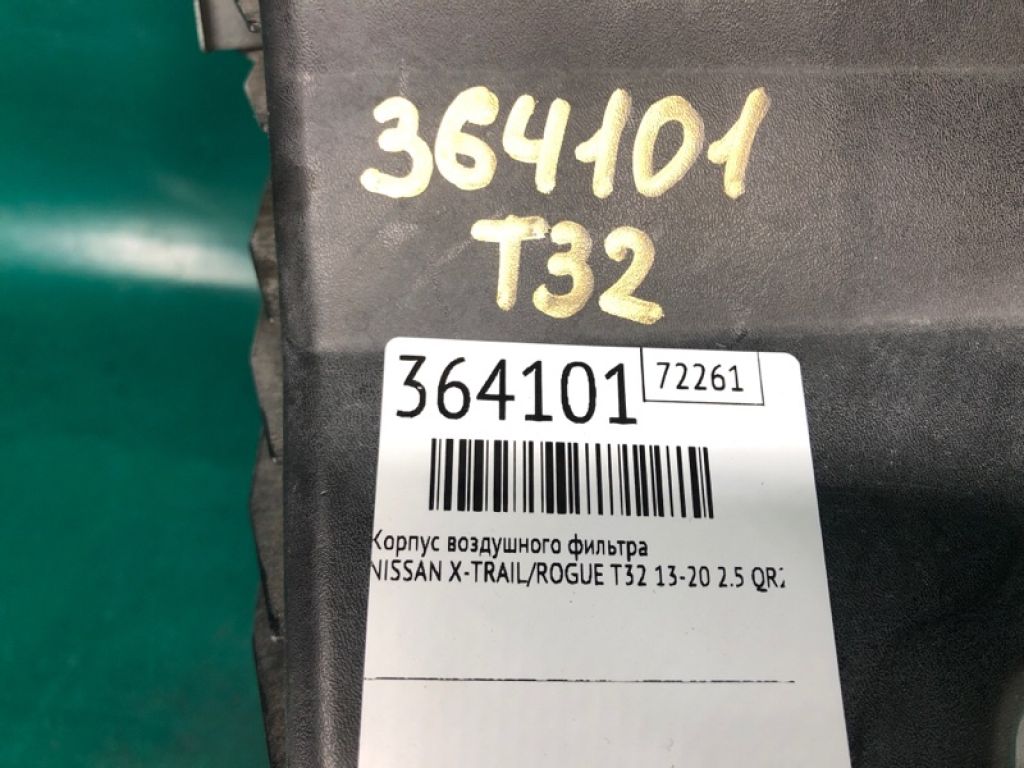 364101
T32
364101
72261
Корпус воздушного фильтра
NISSAN X-TRAIL/ROGUE T32 13-20 2.5